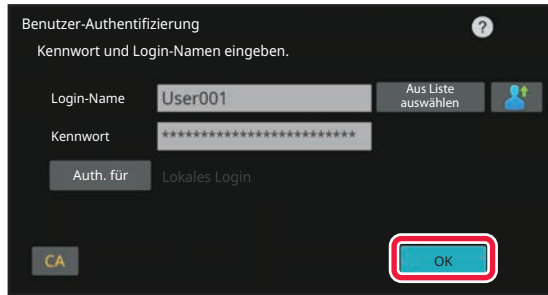 Benutzer-Authentifizierung
?
Kennwort und Login-Namen eingeben.
Login-Name User001 Aus Liste
auswählen
Kennwort **************************
Auth. für Lokales Login
CA OK